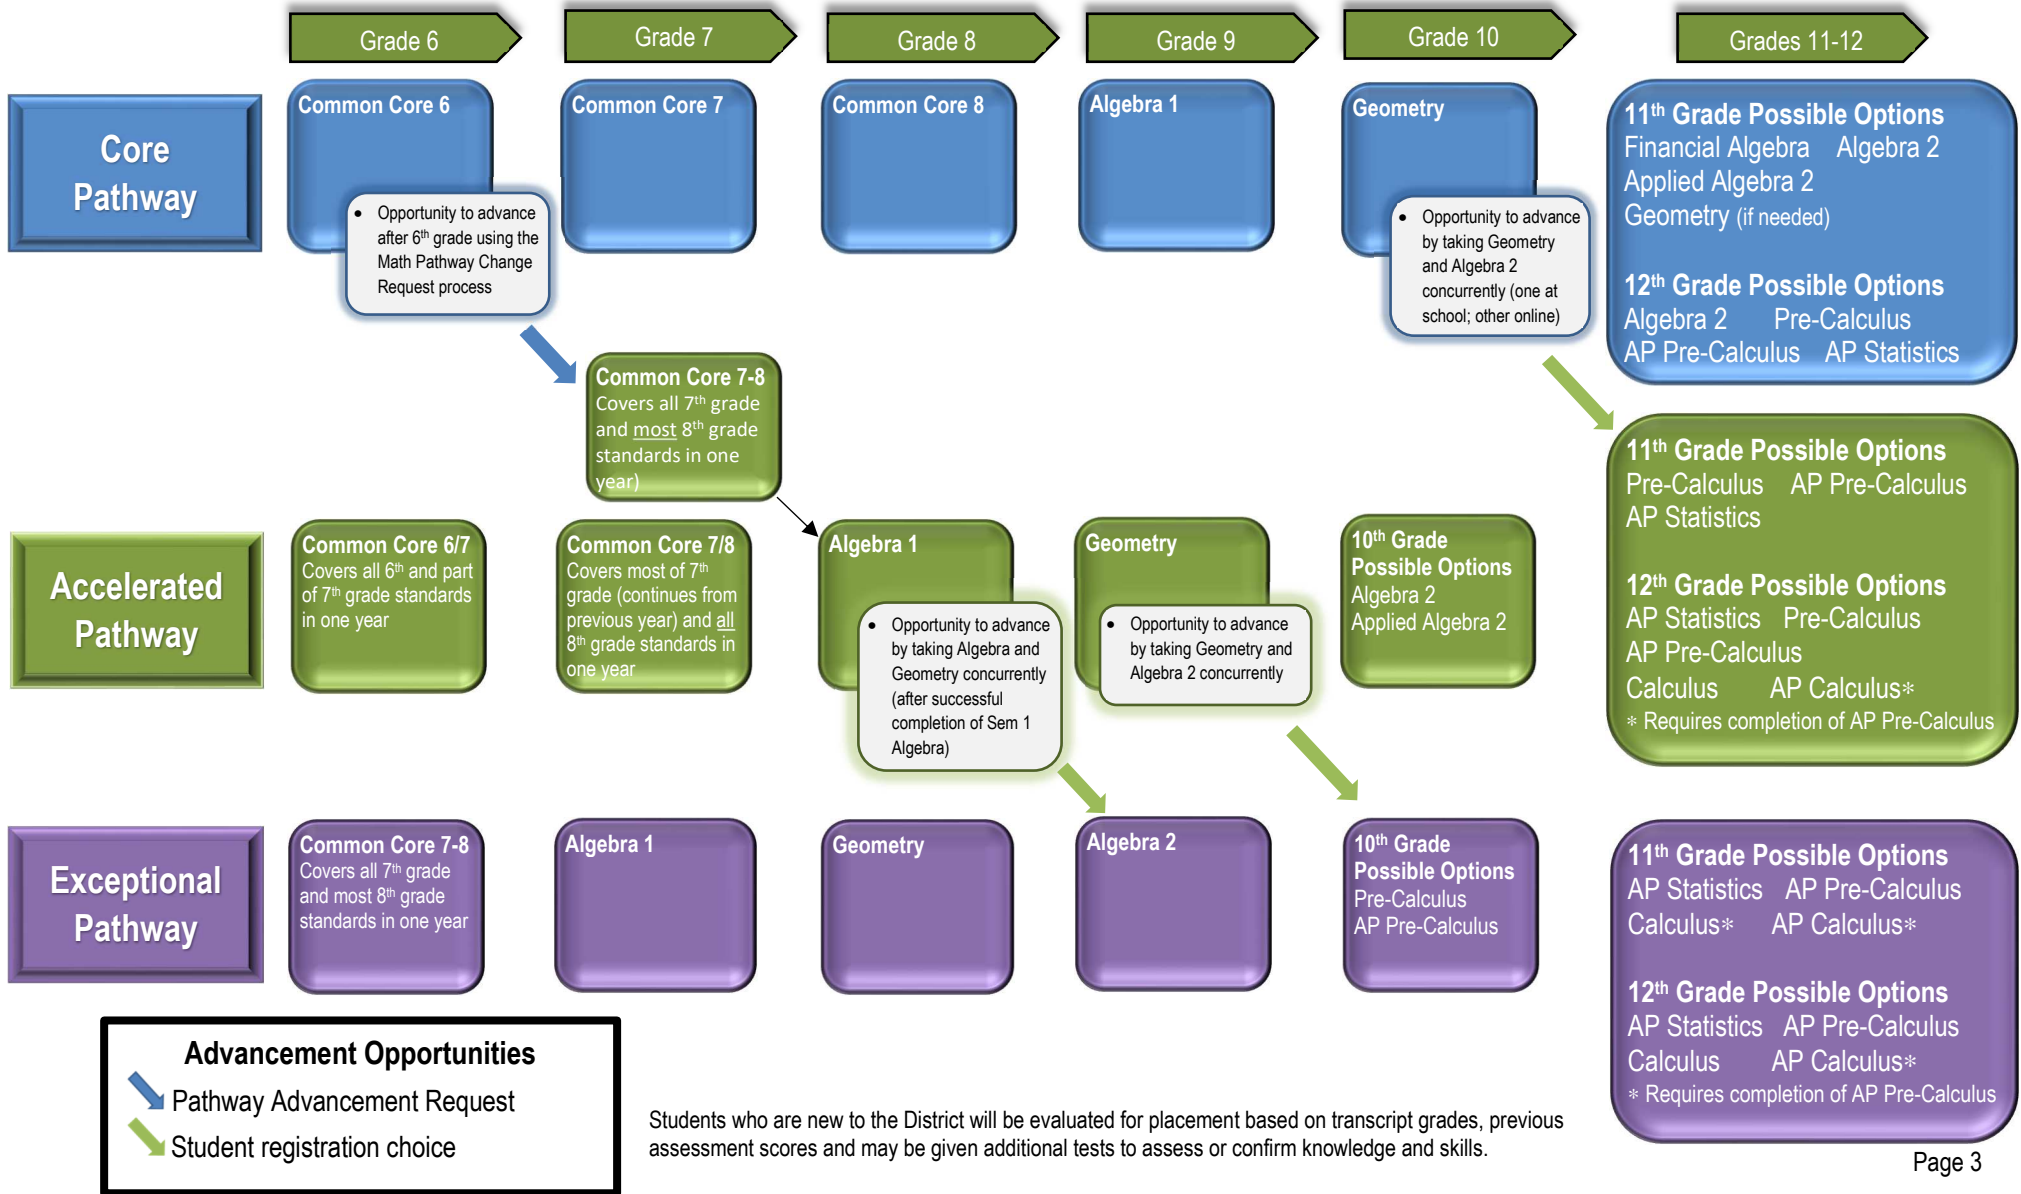 Grade 6
Grade 7
Grade 8
Grade 9
Grade 10
Grades 11-12
Core
Pathway
Common Core 6
• Opportunity to advance
after 6th grade using the
Math Pathway Change
Request process
Common Core 7
Common Core 8
Algebra 1
Geometry
• Opportunity to advance
by taking Geometry
and Algebra 2
concurrently (one at
school; other online)
11th Grade Possible Options
Financial Algebra Algebra 2
Applied Algebra 2
Geometry (if needed)
12th Grade Possible Options
Algebra 2 Pre-Calculus
AP Pre-Calculus AP Statistics
Common Core 7-8
Covers all 7th grade
and most 8th grade
standards in one
year)
Accelerated
Pathway
Common Core 6/7
Covers all 6th and part
of 7th grade standards
in one year
Common Core 7/8
Covers most of 7th
grade (continues from
previous year) and all
8th grade standards in
one year
Algebra 1
• Opportunity to advance
by taking Algebra and
Geometry concurrently
(after successful
completion of Sem 1
Algebra)
Geometry
• Opportunity to advance
by taking Geometry and
Algebra 2 concurrently
10th Grade
Possible Options
Algebra 2
Applied Algebra 2
11th Grade Possible Options
Pre-Calculus AP Pre-Calculus
AP Statistics
12th Grade Possible Options
AP Statistics Pre-Calculus
AP Pre-Calculus
Calculus AP Calculus*
* Requires completion of AP Pre-Calculus
Exceptional
Pathway
Common Core 7-8
Covers all 7th grade
and most 8th grade
standards in one year
Algebra 1
Geometry
Algebra 2
10th Grade
Possible Options
Pre-Calculus
AP Pre-Calculus
11th Grade Possible Options
AP Statistics AP Pre-Calculus
Calculus* AP Calculus*
12th Grade Possible Options
AP Statistics AP Pre-Calculus
Calculus AP Calculus*
* Requires completion of AP Pre-Calculus
Advancement Opportunities
Pathway Advancement Request
Student registration choice
Students who are new to the District will be evaluated for placement based on transcript grades, previous
assessment scores and may be given additional tests to assess or confirm knowledge and skills.
Page 3